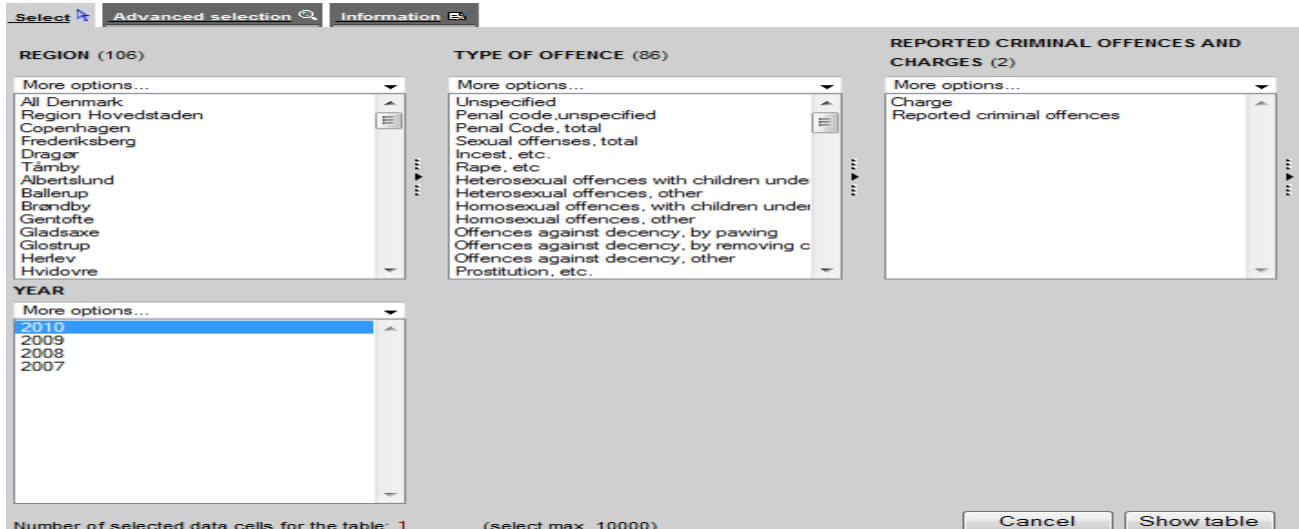 Select
Advanced selection
Information
REGION (106)
More options...
All Denmark
Region Hovedstaden
Copenhagen
Frederiksberg
Dragør
Tårnby
Albertslund
Ballerup
Brøndby
Gentofte
Gladsaxe
Glostrup
Herlev
Hvidovre
TYPE OF OFFENCE (86)
More options...
Unspecified
Penal code,unspecified
Penal Code, total
Sexual offenses, total
Incest, etc.
Rape, etc
Heterosexual offences with children unde
Heterosexual offences, other
Homosexual offences, with children under
Homosexual offences, other
Offences against decency, by pawing
Offences against decency, by removing c
Offences against decency, other
Prostitution, etc.
REPORTED CRIMINAL OFFENCES AND
CHARGES (2)
More options...
Charge
Reported criminal offences
YEAR
More options...
2010
2009
2008
2007
Number of selected data cells for the table: 1 (select max. 10000)
Cancel
Show table